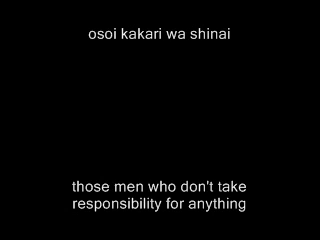 osoi kakari wa shinai
those men who don't take
responsibility for anything